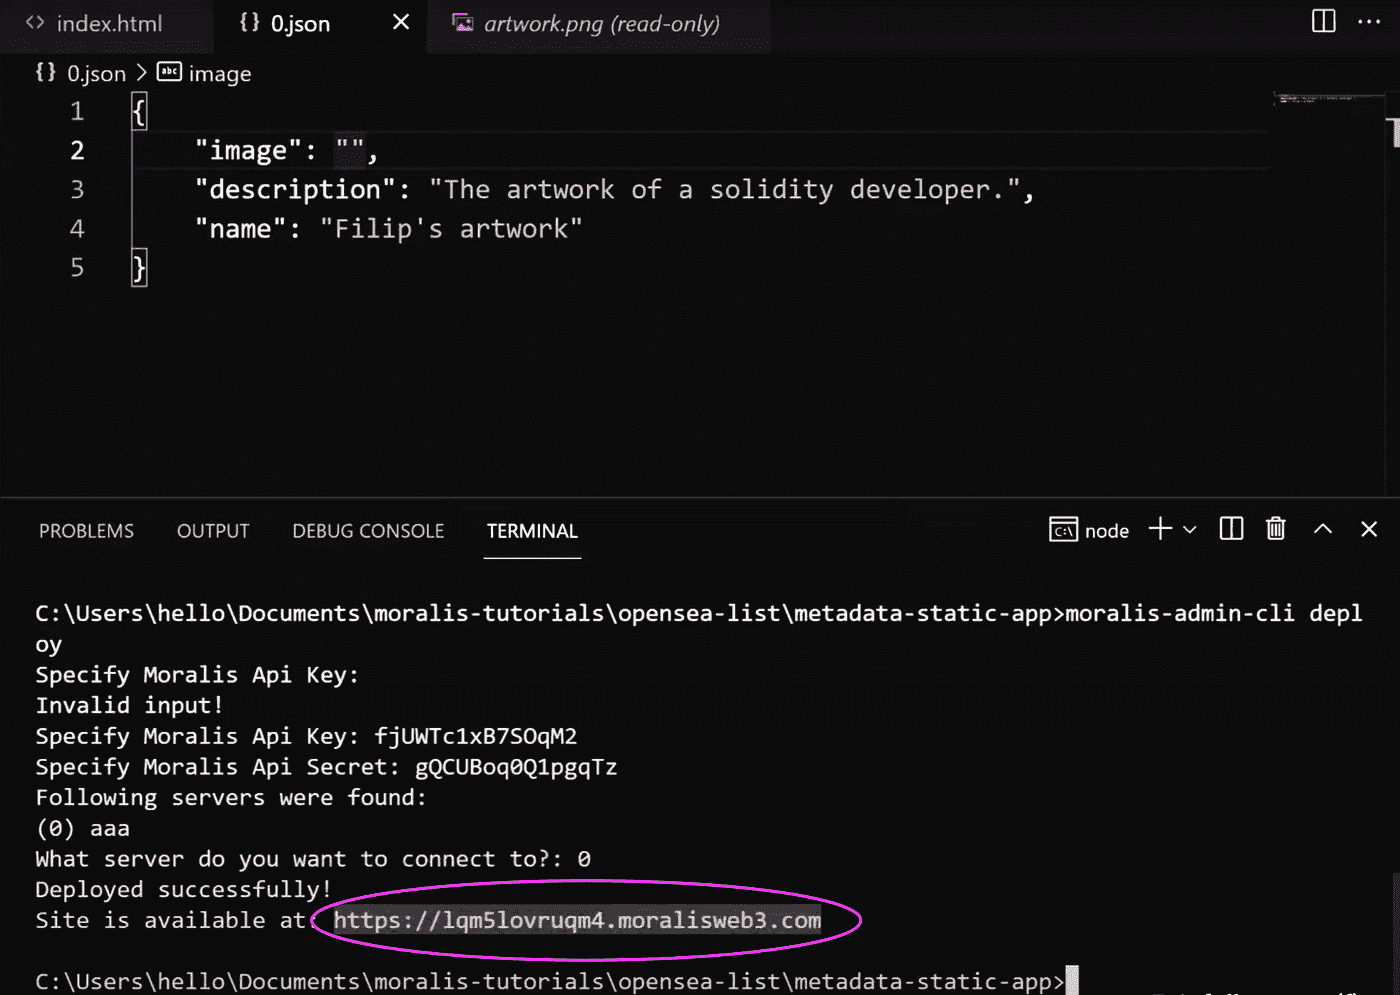 index.html
{} 0.json
artwork.png (read-only)
{} 0.json > abc image
1 {
2 "image": "",
3 "description": "The artwork of a solidity developer.",
4 "name": "Filip's artwork"
5 }
PROBLEMS OUTPUT DEBUG CONSOLE TERMINAL
node
C:\Users\hello\Documents\moralis-tutorials\opensea-list\metadata-static-app>moralis-admin-cli depl
oy
Specify Moralis Api Key:
Invalid input!
Specify Moralis Api Key: fjUWTc1xB7SOqM2
Specify Moralis Api Secret: gQCUBoq0Q1pgqTz
Following servers were found:
(0) aaa
What server do you want to connect to?: 0
Deployed successfully!
Site is available at: https://lqm5lovruqm4.moralisweb3.com
C:\Users\hello\Documents\moralis-tutorials\opensea-list\metadata-static-app>